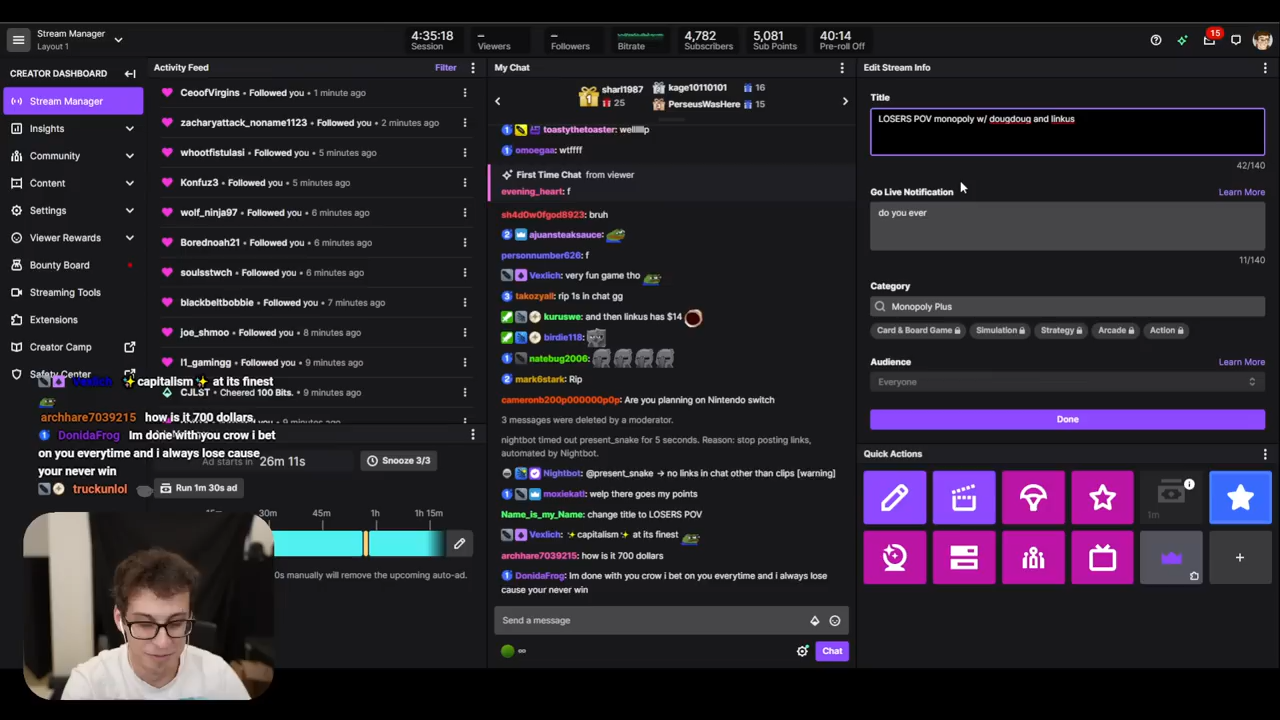 Stream Manager
Layout 1
4:35:18
Session
–
Viewers
–
Followers
Bitrate
4,782
Subscribers
5,081
Sub Points
40:14
Pre-roll Off
15
CREATOR DASHBOARD
Stream Manager
Insights
Community
Content
Settings
Viewer Rewards
Bounty Board
Streaming Tools
Extensions
Creator Camp
Safety Center
Activity Feed
Filter
CeoofVirgins • Followed you • 1 minute ago
zacharyattack_noname1123 • Followed you • 2 minutes ago
whootfistulasi • Followed you • 5 minutes ago
Konfuz3 • Followed you • 5 minutes ago
wolf_ninja97 • Followed you • 6 minutes ago
Borednoah21 • Followed you • 6 minutes ago
soulsstwch • Followed you • 6 minutes ago
blackbeltbobbie • Followed you • 7 minutes ago
joe_shmoo • Followed you • 8 minutes ago
l1_gamingg • Followed you • 9 minutes ago
CJLST • Cheered 100 Bits. • 9 minutes ago
Vexlich ✨capitalism✨ at its finest
archhare7039215 how is it 700 dollars
DonidaFrog Im done with you crow i bet
on you everytime and i always lose cause
your never win
truckunlol
Ad starts in 26m 11s
Snooze 3/3
Run 1m 30s ad
15m 30m 45m 1h 1h 15m
0s manually will remove the upcoming auto-ad.
My Chat
1
sharl1987
25
kage10110101 16
PerseusWasHere 15
toastythetoaster: wellllllp
omoegaa: wtffff
First Time Chat from viewer
evening_heart: f
sh4d0w0fgod8923: bruh
ajuansteaksauce:
personnumber626: f
Vexlich: very fun game tho
takozyall: rip 1s in chat gg
kuruswe: and then linkus has $14
birdie118:
natebug2006:
mark6stark: Rip
cameronb200p000000p0p: Are you planning on Nintendo switch
3 messages were deleted by a moderator.
nightbot timed out present_snake for 5 seconds. Reason: stop posting links,
automated by Nightbot.
Nightbot: @present_snake -> no links in chat other than clips [warning]
moxiekati: welp there goes my points
Name_is_my_Name: change title to LOSERS POV
Vexlich: ✨capitalism✨ at its finest
archhare7039215: how is it 700 dollars
DonidaFrog: Im done with you crow i bet on you everytime and i always lose
cause your never win
Send a message
∞
Chat
Edit Stream Info
Title
LOSERS POV monopoly w/ dougdoug and linkus
42/140
Go Live Notification
Learn More
do you ever
11/140
Category
Monopoly Plus
Card & Board Game
Simulation
Strategy
Arcade
Action
Audience
Learn More
Everyone
Done
Quick Actions
1m